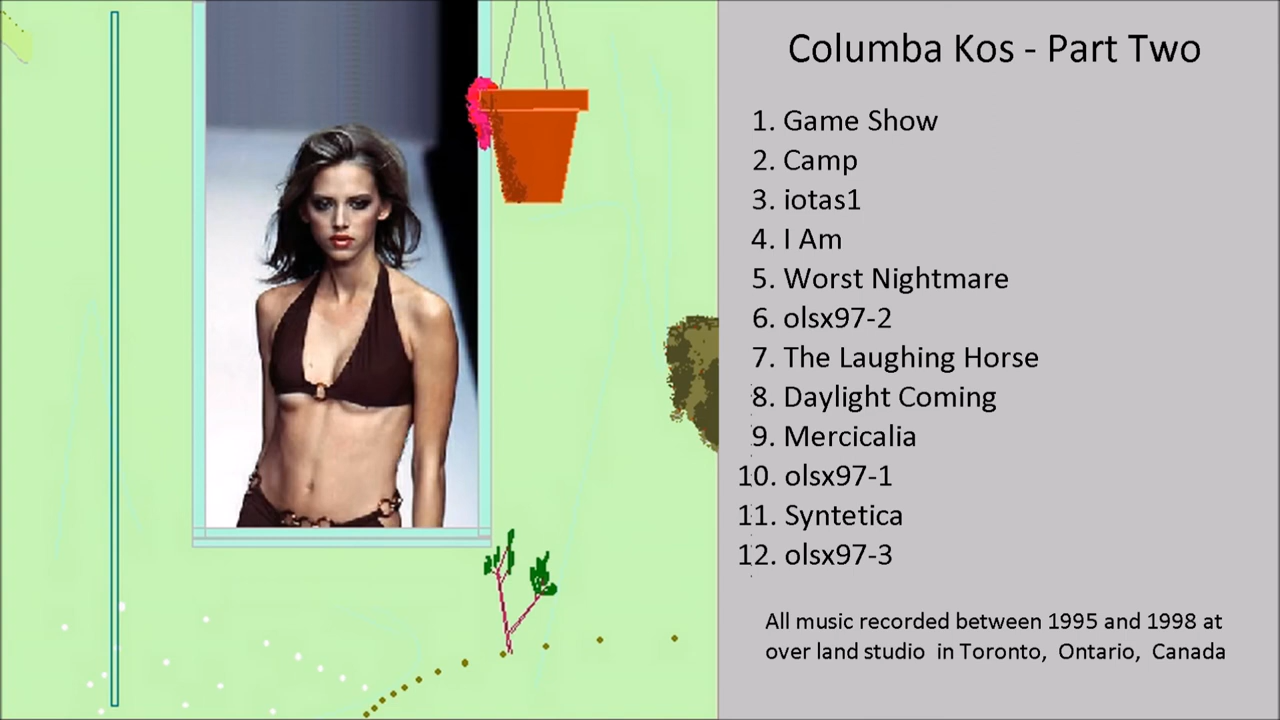 Columba Kos - Part Two
1. Game Show
2. Camp
3. iotas1
4. I Am
5. Worst Nightmare
6. olsx97-2
7. The Laughing Horse
8. Daylight Coming
9. Mercicalia
10. olsx97-1
11. Syntetica
12. olsx97-3
All music recorded between 1995 and 1998 at
over land studio in Toronto, Ontario, Canada